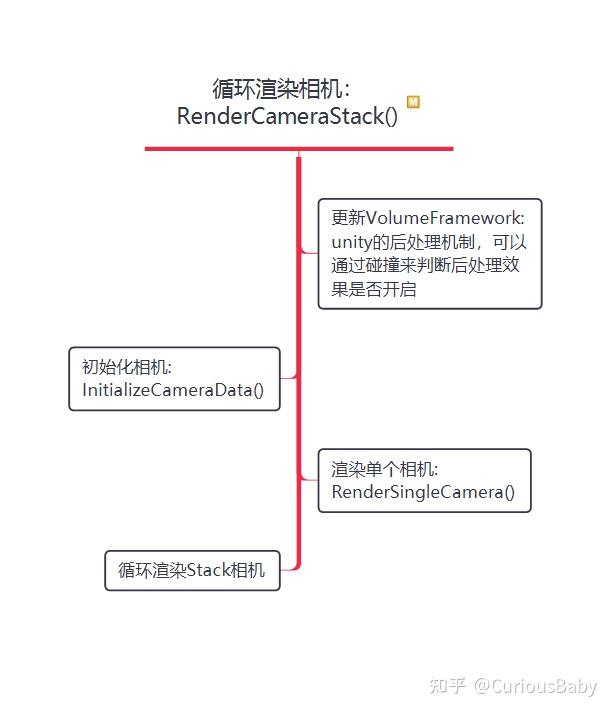 循环渲染相机：
RenderCameraStack()
M
更新VolumeFramework:
unity的后处理机制，可以
通过碰撞来判断后处理效
果是否开启
初始化相机:
InitializeCameraData()
渲染单个相机:
RenderSingleCamera()
循环渲染Stack相机
知乎 @CuriousBaby